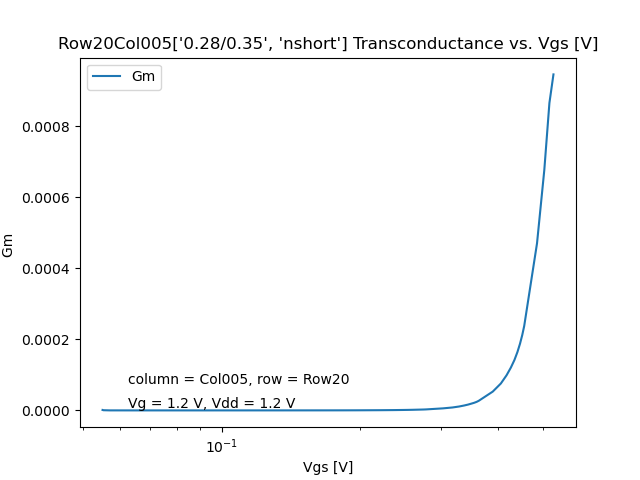 Row20Col005['0.28/0.35', 'nshort'] Transconductance vs. Vgs [V]
Gm
0.0008
0.0006
0.0004
0.0002
0.0000
Gm
column = Col005, row = Row20
Vg = 1.2 V, Vdd = 1.2 V
10⁻¹
Vgs [V]